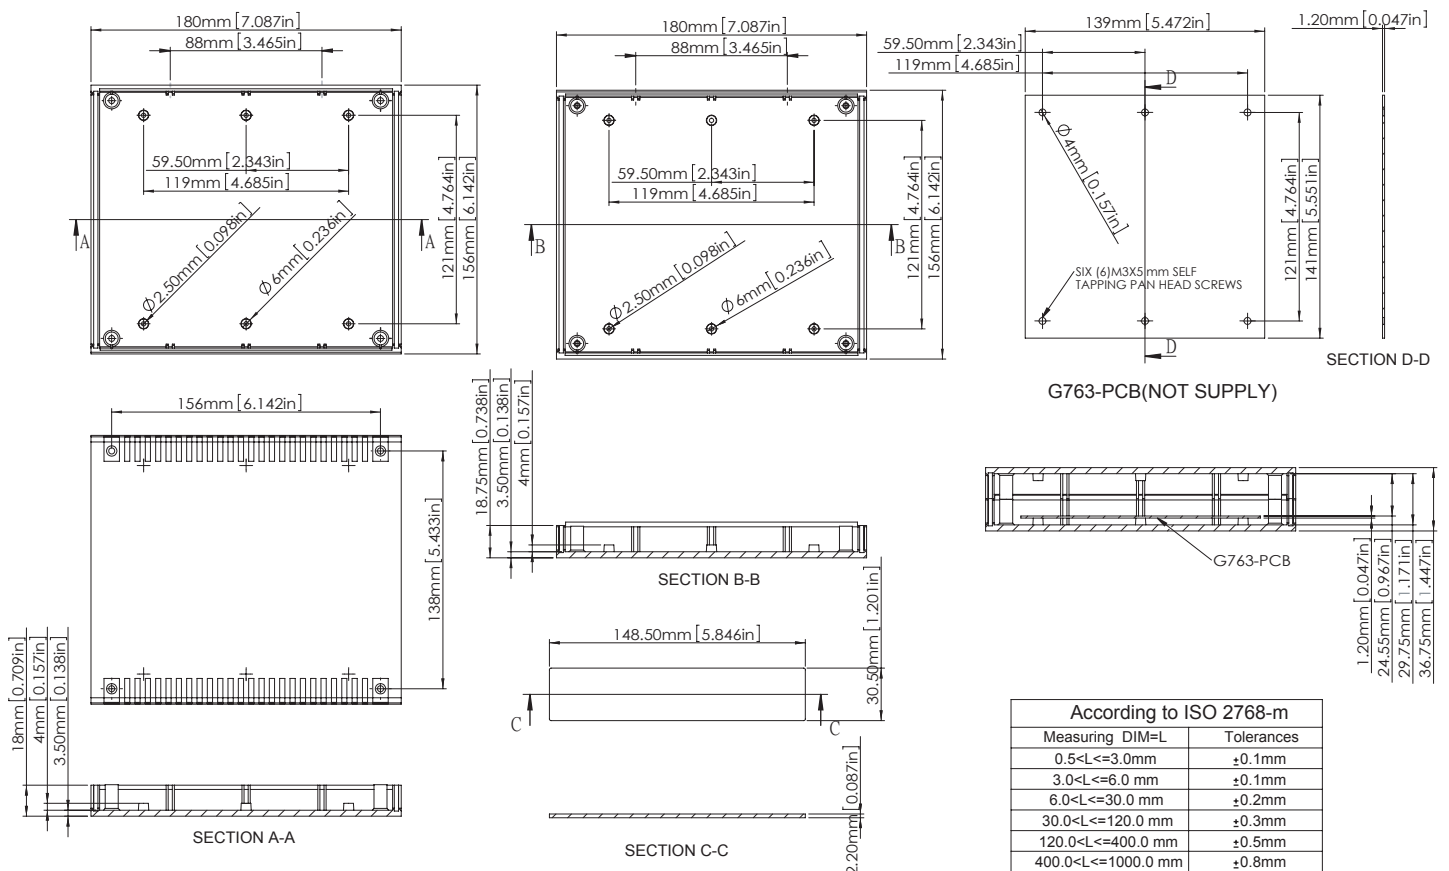 180mm [7.087in]
88mm [3.465in]
59.50mm [2.343in]
119mm [4.685in]
121mm [4.764in]
156mm [6.142in]
A
A
Ø2.50mm [0.098in]
Ø6mm [0.236in]
180mm [7.087in]
88mm [3.465in]
59.50mm [2.343in]
119mm [4.685in]
121mm [4.764in]
156mm [6.142in]
B
B
Ø2.50mm [0.098in]
Ø6mm [0.236in]
139mm [5.472in]
59.50mm [2.343in]
119mm [4.685in]
D
Ø4mm [0.157in]
121mm [4.764in]
141mm [5.551in]
SIX (6)M3X5 mm SELF
TAPPING PAN HEAD SCREWS
D
G763-PCB(NOT SUPPLY)
1.20mm [0.047in]
SECTION D-D
156mm [6.142in]
138mm [5.433in]
18mm [0.709in]
4mm [0.157in]
3.50mm [0.138in]
SECTION A-A
18.75mm [0.738in]
3.50mm [0.138in]
4mm [0.157in]
SECTION B-B
148.50mm [5.846in]
30.50mm [1.201in]
C
C
2.20mm [0.087in]
SECTION C-C
G763-PCB
1.20mm [0.047in]
24.55mm [0.967in]
29.75mm [1.171in]
36.75mm [1.447in]
According to ISO 2768-m
Measuring DIM=L Tolerances
0.5<L<=3.0mm ±0.1mm
3.0<L<=6.0 mm ±0.1mm
6.0<L<=30.0 mm ±0.2mm
30.0<L<=120.0 mm ±0.3mm
120.0<L<=400.0 mm ±0.5mm
400.0<L<=1000.0 mm ±0.8mm